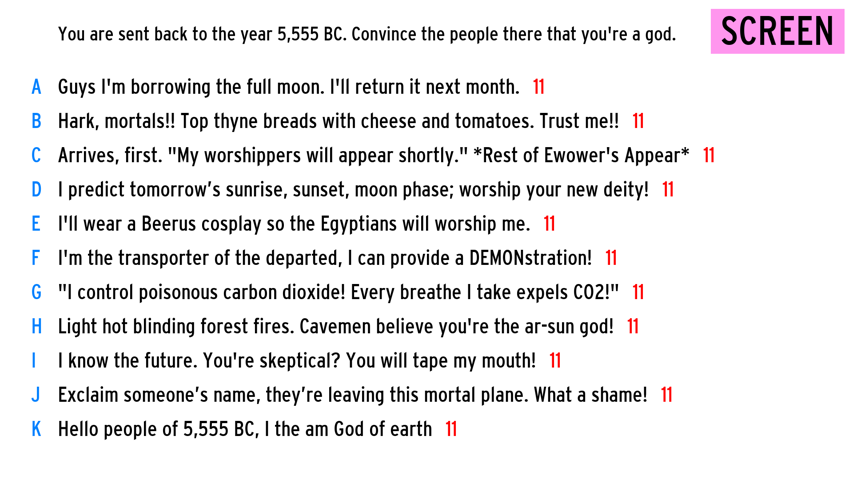 You are sent back to the year 5,555 BC. Convince the people there that you're a god.
SCREEN
A Guys I'm borrowing the full moon. I'll return it next month. 11
B Hark, mortals!! Top thyne breads with cheese and tomatoes. Trust me!! 11
C Arrives, first. "My worshippers will appear shortly." *Rest of Ewower's Appear* 11
D I predict tomorrow’s sunrise, sunset, moon phase; worship your new deity! 11
E I'll wear a Beerus cosplay so the Egyptians will worship me. 11
F I'm the transporter of the departed, I can provide a DEMONstration! 11
G "I control poisonous carbon dioxide! Every breathe I take expels CO2!" 11
H Light hot blinding forest fires. Cavemen believe you're the ar-sun god! 11
I I know the future. You're skeptical? You will tape my mouth! 11
J Exclaim someone’s name, they’re leaving this mortal plane. What a shame! 11
K Hello people of 5,555 BC, I the am God of earth 11